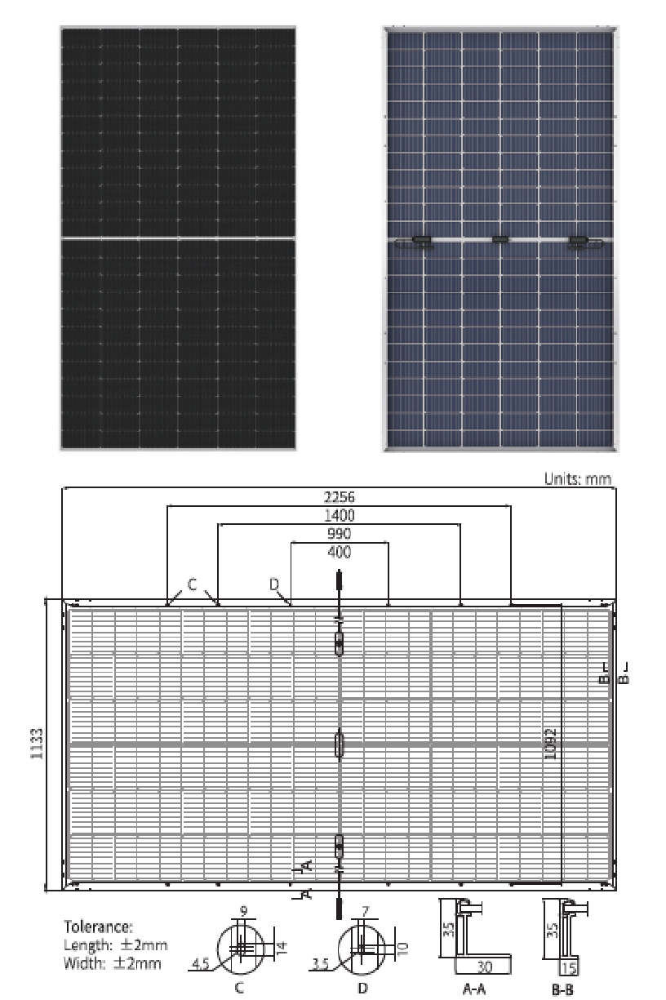 Units: mm
2256
1400
990
400
C
D
B
B
1133
1092
A
A
Tolerance:
Length: ±2mm
Width: ±2mm
9
14
4.5
C
7
10
3.5
D
35
30
A-A
35
15
B-B